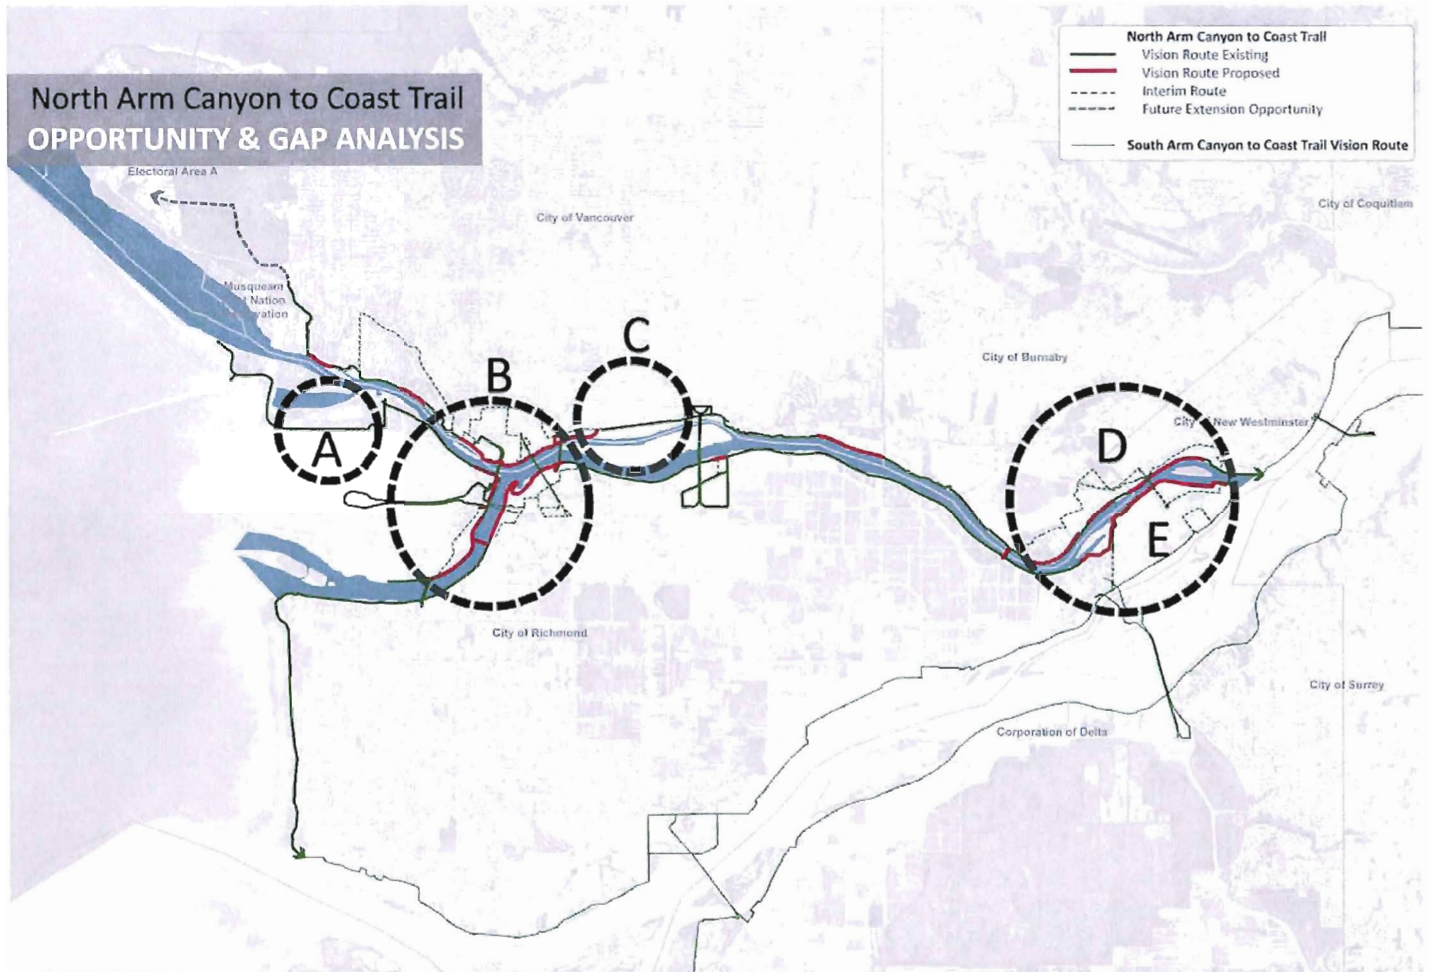 North Arm Canyon to Coast Trail
OPPORTUNITY & GAP ANALYSIS
North Arm Canyon to Coast Trail
Vision Route Existing
Vision Route Proposed
Interim Route
Future Extension Opportunity
South Arm Canyon to Coast Trail Vision Route
Electoral Area A
City of Vancouver
City of Coquitlam
Musqueam
Nation
City of Burnaby
C
B
A
City
New Westminster
D
E
City of Richmond
City of Surrey
Corporation of Delta